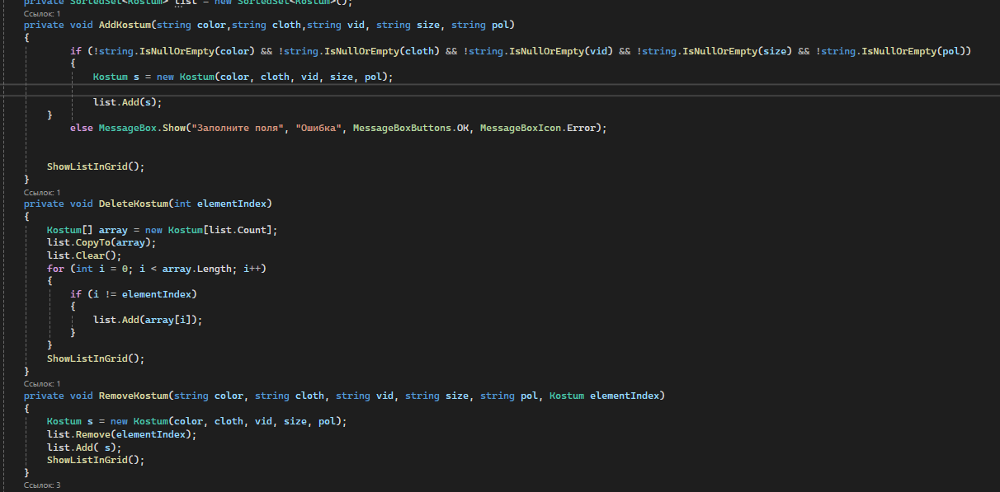 private SortedSet<Kostum> list = new SortedSet<Kostum>();
Ссылок: 1
private void AddKostum(string color,string cloth,string vid, string size, string pol)
{
if (!string.IsNullOrEmpty(color) && !string.IsNullOrEmpty(cloth) && !string.IsNullOrEmpty(vid) && !string.IsNullOrEmpty(size) && !string.IsNullOrEmpty(pol))
{
Kostum s = new Kostum(color, cloth, vid, size, pol);
list.Add(s);
}
else MessageBox.Show("Заполните поля", "Ошибка", MessageBoxButtons.OK, MessageBoxIcon.Error);
ShowListInGrid();
}
Ссылок: 1
private void DeleteKostum(int elementIndex)
{
Kostum[] array = new Kostum[list.Count];
list.CopyTo(array);
list.Clear();
for (int i = 0; i < array.Length; i++)
{
if (i != elementIndex)
{
list.Add(array[i]);
}
}
ShowListInGrid();
}
Ссылок: 1
private void RemoveKostum(string color, string cloth, string vid, string size, string pol, Kostum elementIndex)
{
Kostum s = new Kostum(color, cloth, vid, size, pol);
list.Remove(elementIndex);
list.Add( s);
ShowListInGrid();
}
Ссылок: 3